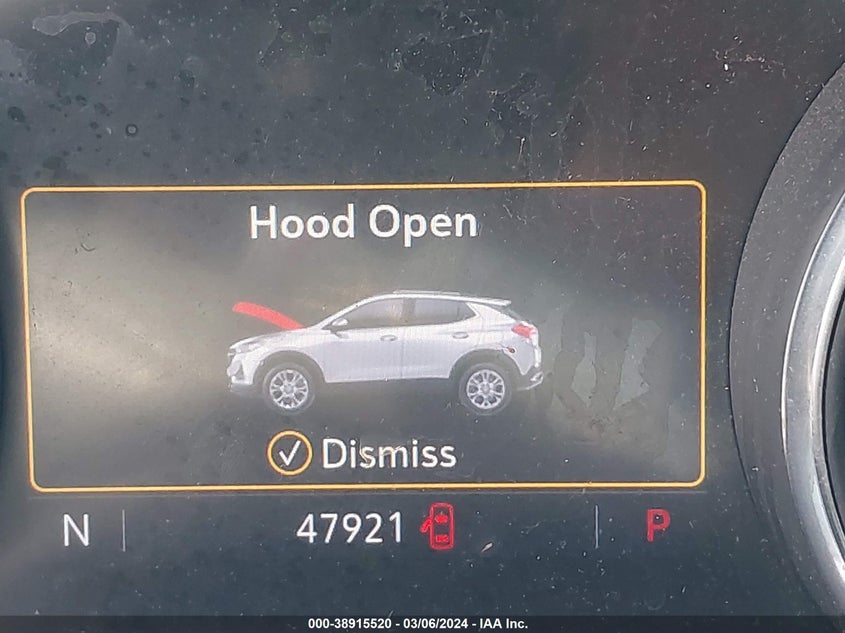 Hood Open
Dismiss
N 47921 P
000-38915520 - 03/06/2024 - IAA Inc.